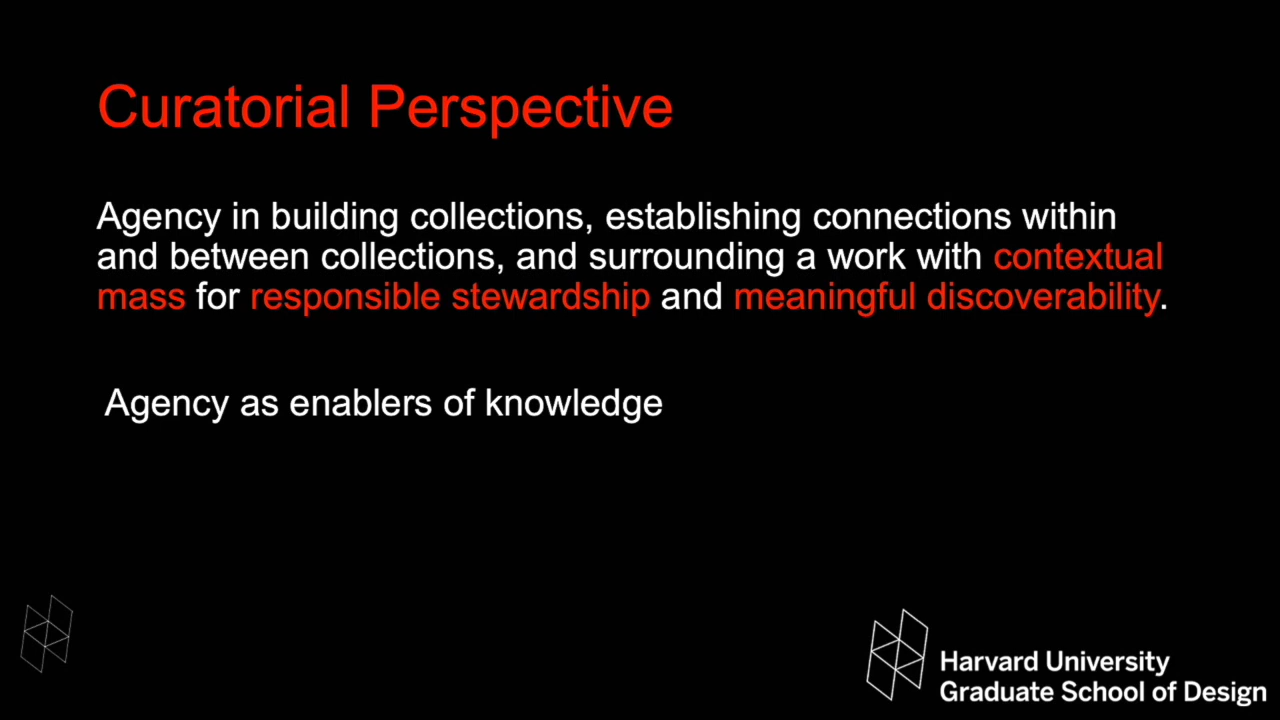 Curatorial Perspective
Agency in building collections, establishing connections within
and between collections, and surrounding a work with contextual
mass for responsible stewardship and meaningful discoverability.
Agency as enablers of knowledge
Harvard University
Graduate School of Design